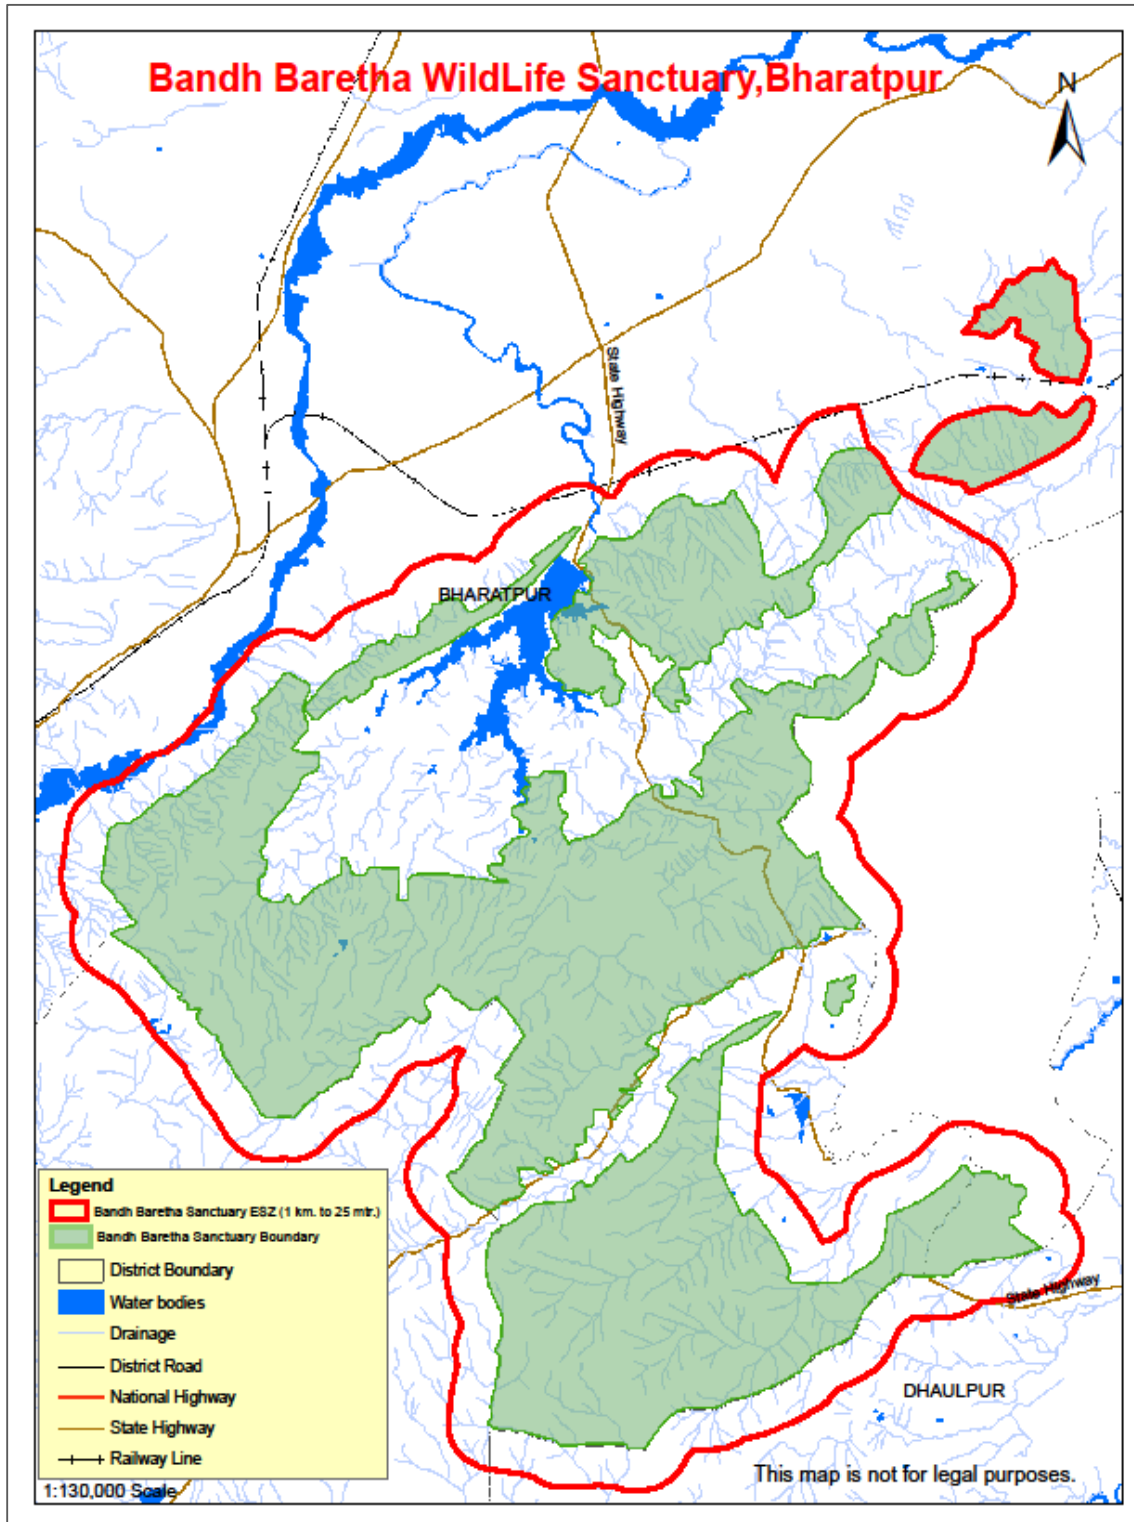 Bandh Baretha WildLife Sanctuary,Bharatpur
N
State Highway
BHARATPUR
Legend
Bandh Baretha Sanctuary ESZ (1 km. to 25 mtr.)
Bandh Baretha Sanctuary Boundary
District Boundary
Water bodies
Drainage
District Road
National Highway
State Highway
Railway Line
1:130,000 Scale
State Highway
DHAULPUR
This map is not for legal purposes.